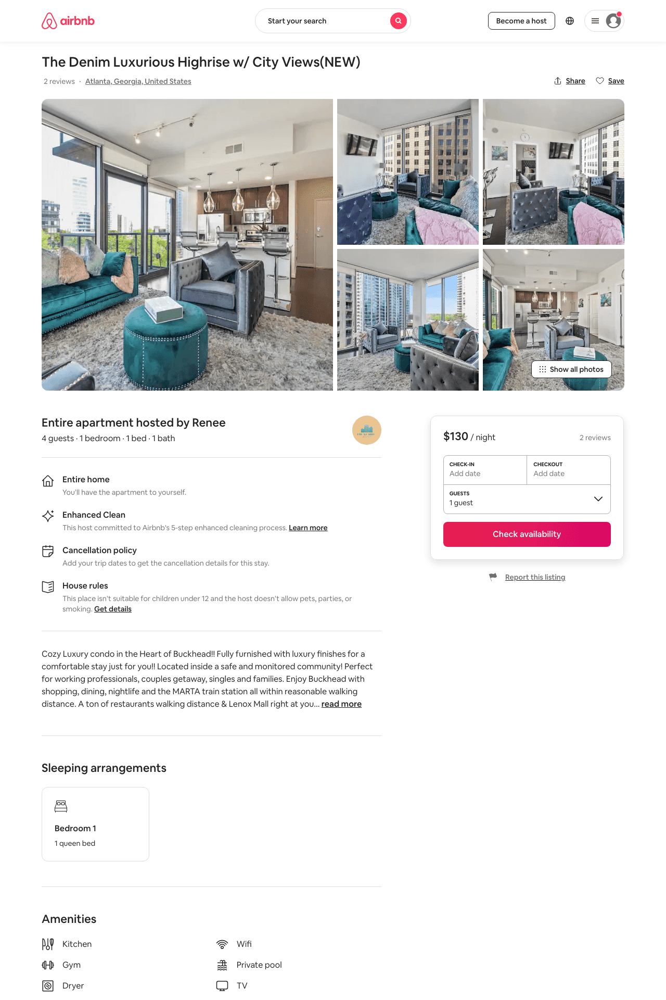 airbnb
Start your search
Become a host
The Denim Luxurious Highrise w/ City Views(NEW)
2 reviews · Atlanta, Georgia, United States
Share
Save
Show all photos
Entire apartment hosted by Renee
4 guests · 1 bedroom · 1 bed · 1 bath
$130 / night
2 reviews
CHECK-IN
Add date
CHECKOUT
Add date
GUESTS
1 guest
Check availability
Report this listing
Entire home
You’ll have the apartment to yourself.
Enhanced Clean
This host committed to Airbnb's 5-step enhanced cleaning process. Learn more
Cancellation policy
Add your trip dates to get the cancellation details for this stay.
House rules
This place isn’t suitable for children under 12 and the host doesn’t allow pets, parties, or
smoking. Get details
Cozy Luxury condo in the Heart of Buckhead!! Fully furnished with luxury finishes for a
comfortable stay just for you!! Located inside a safe and monitored community! Perfect
for working professionals, couples getaway, singles and families. Enjoy Buckhead with
shopping, dining, nightlife and the MARTA train station all within reasonable walking
distance. A ton of restaurants walking distance & Lenox Mall right at you... read more
Sleeping arrangements
Bedroom 1
1 queen bed
Amenities
Kitchen
Wifi
Gym
Private pool
Dryer
TV